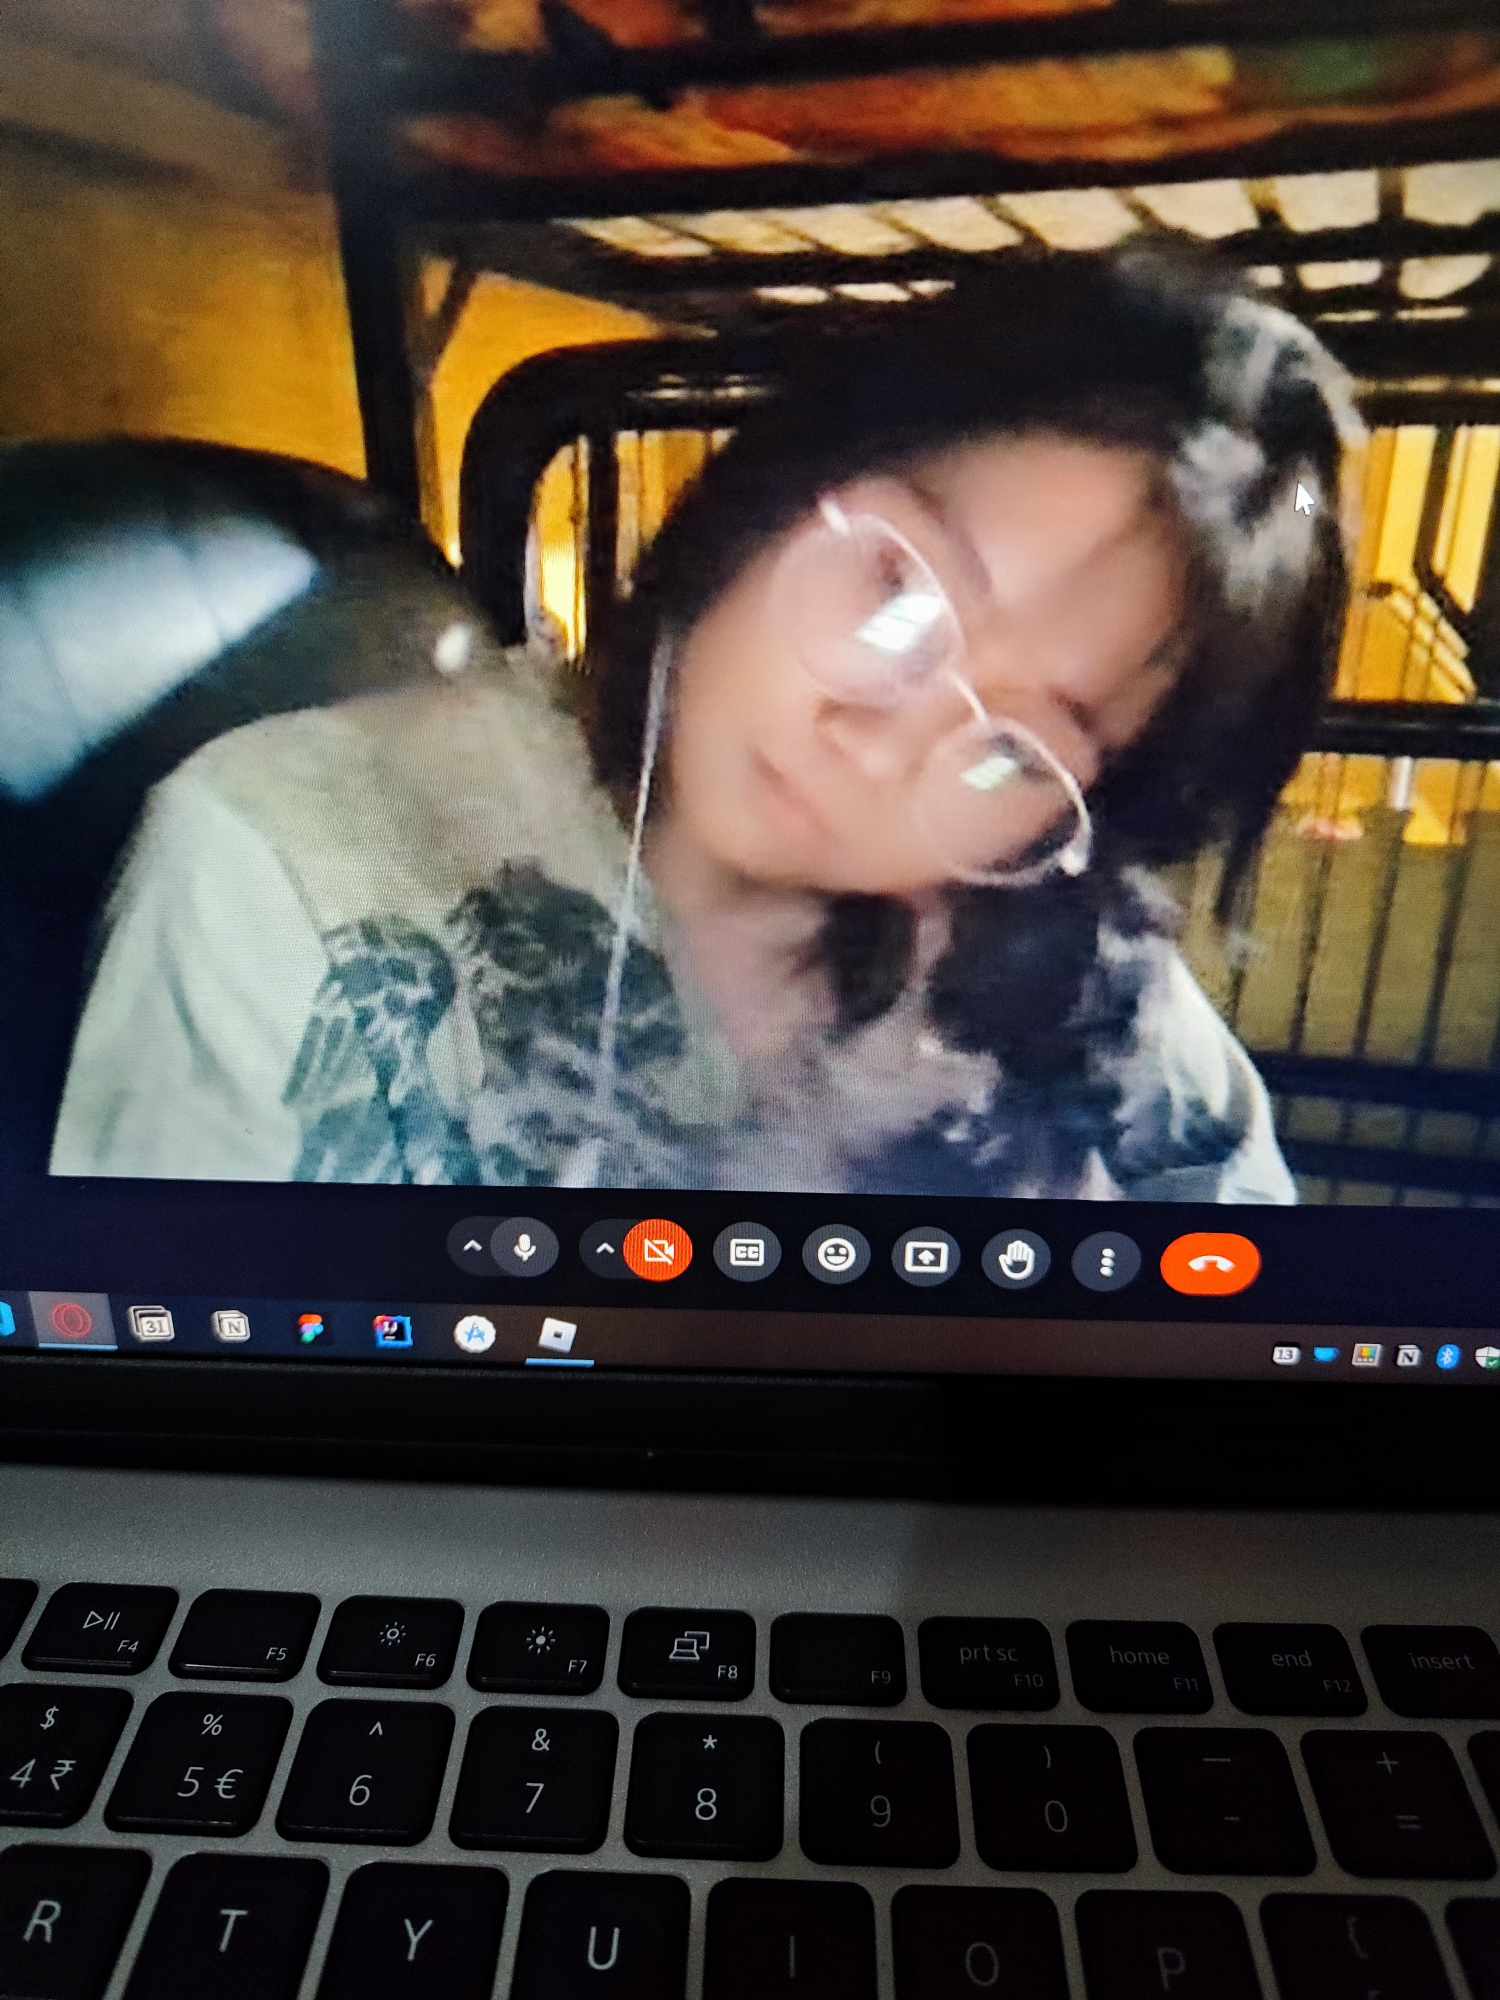 CC
31
N
IJ
13 N
F4 F5 F6 F7 F8 F9 prt sc F10 home F11 end F12 insert
$ % ^ & * ( ) — +
4 ₹ 5 € 6 7 8 9 0 - =
R T Y U I O P {